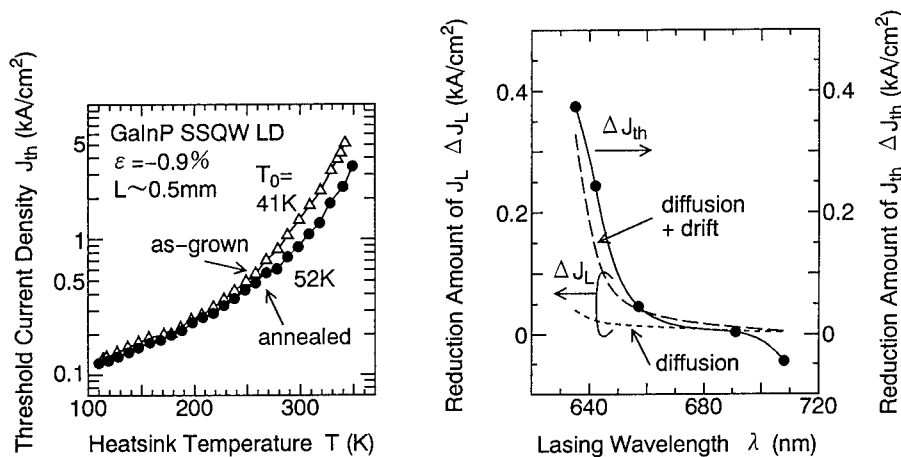 Threshold Current Density J_th (kA/cm²)
5
1
0.5
0.1
GaInP SSQW LD
ε=-0.9%
L~0.5mm
T₀=
41K
as-grown
52K
annealed
100 200 300
Heatsink Temperature T (K)
Reduction Amount of J_L ΔJ_L (kA/cm²)
0.4
0.2
0
ΔJ_th
diffusion
+ drift
ΔJ_L
diffusion
640 680 720
Lasing Wavelength λ (nm)
0.4
0.2
0
Reduction Amount of J_th ΔJ_th (kA/cm²)